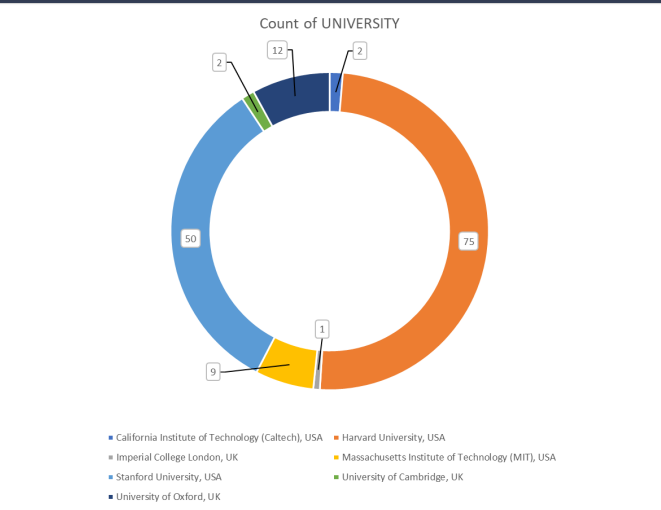 Count of UNIVERSITY
12
2
2
50
75
1
9
California Institute of Technology (Caltech), USA
Harvard University, USA
Imperial College London, UK
Massachusetts Institute of Technology (MIT), USA
Stanford University, USA
University of Cambridge, UK
University of Oxford, UK